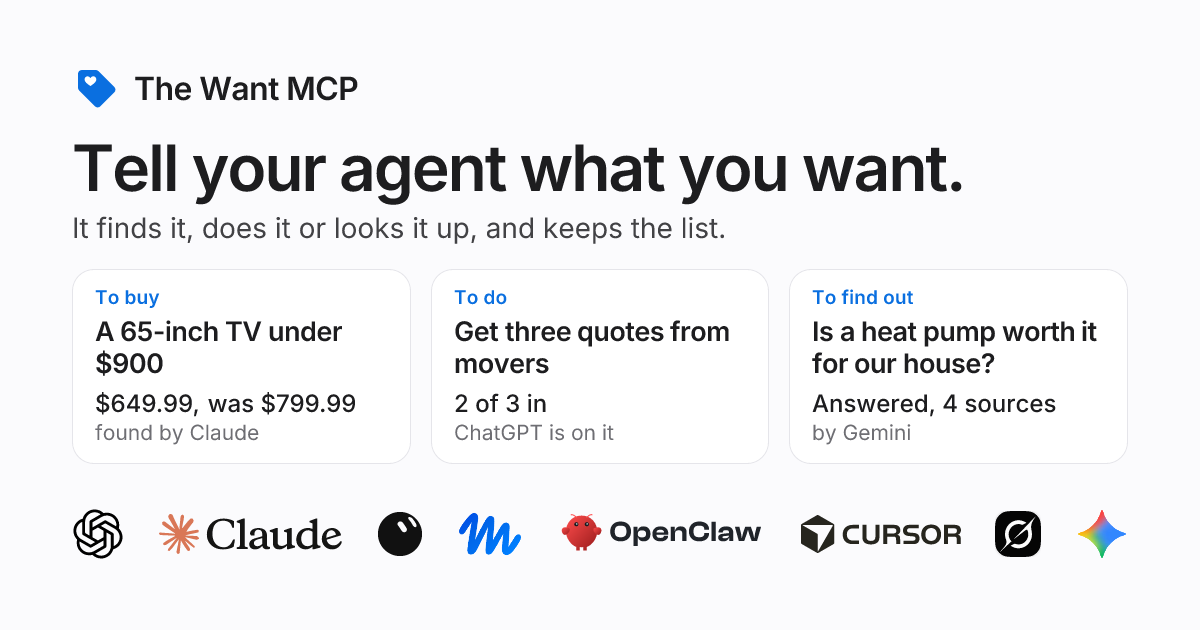 The Want MCP
Tell your agent what you want.
It finds it, does it or looks it up, and keeps the list.
To buy
A 65-inch TV under
$900
$649.99, was $799.99
found by Claude
To do
Get three quotes from
movers
2 of 3 in
ChatGPT is on it
To find out
Is a heat pump worth it
for our house?
Answered, 4 sources
by Gemini
Claude
OpenClaw
CURSOR